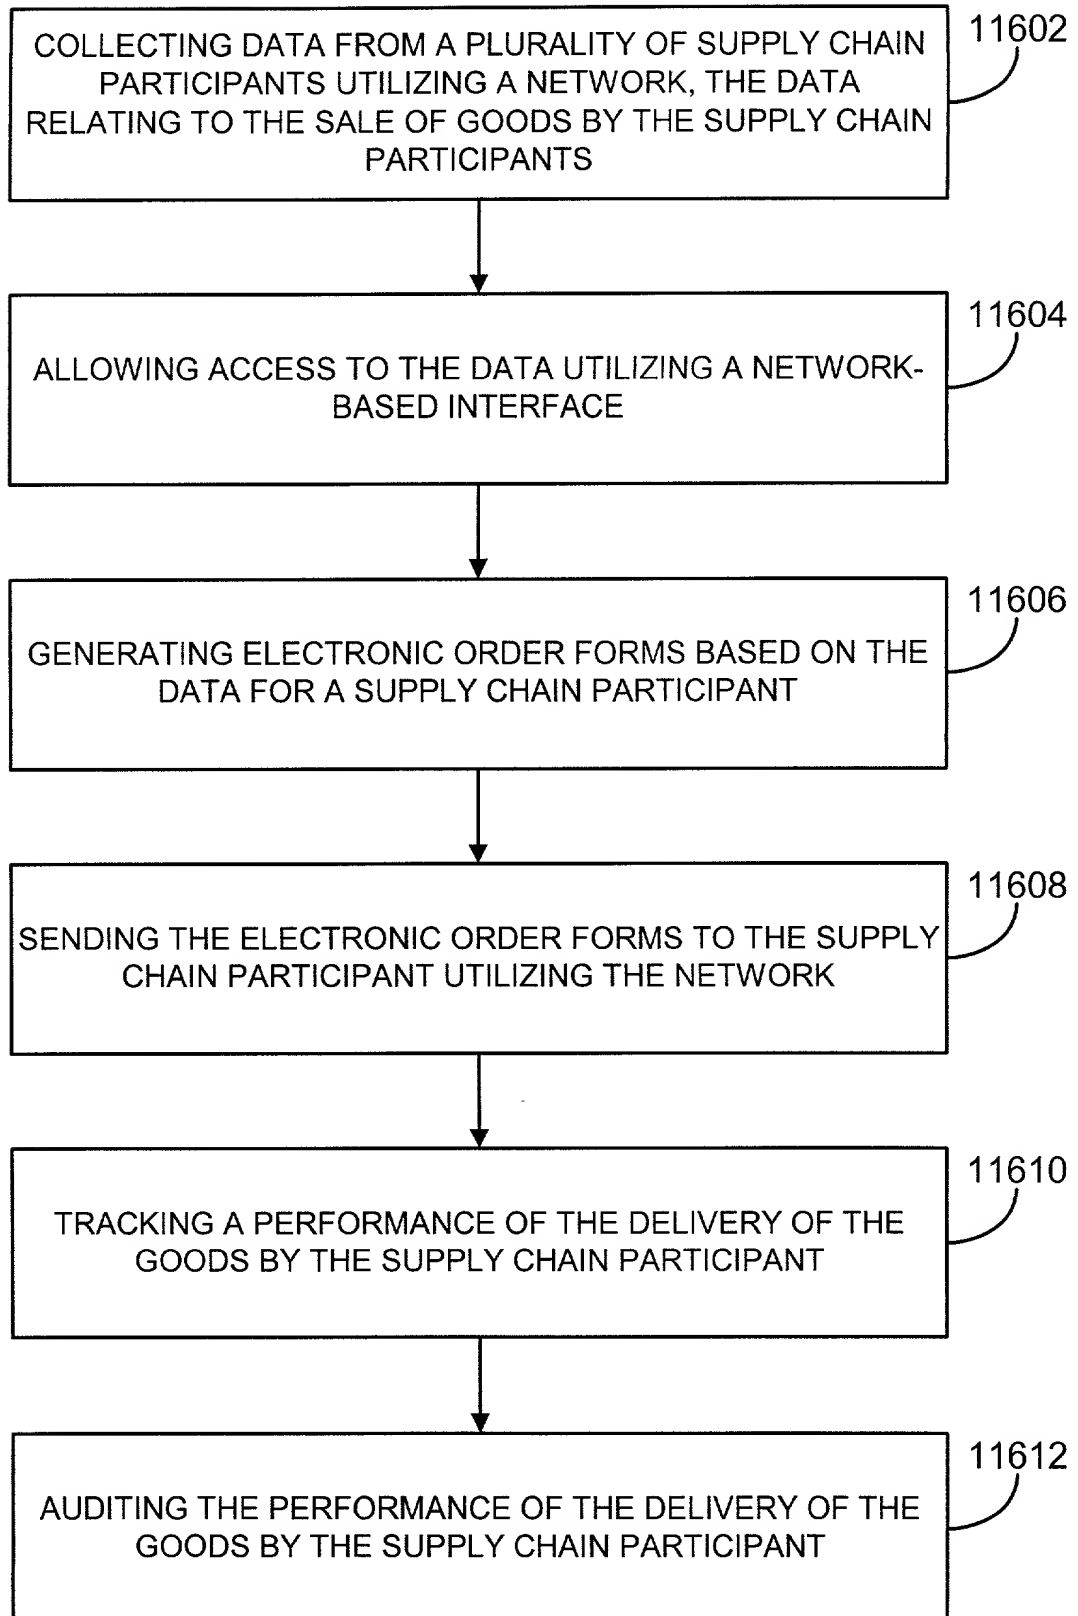 11602
COLLECTING DATA FROM A PLURALITY OF SUPPLY CHAIN
PARTICIPANTS UTILIZING A NETWORK, THE DATA
RELATING TO THE SALE OF GOODS BY THE SUPPLY CHAIN
PARTICIPANTS
11604
ALLOWING ACCESS TO THE DATA UTILIZING A NETWORK-
BASED INTERFACE
11606
GENERATING ELECTRONIC ORDER FORMS BASED ON THE
DATA FOR A SUPPLY CHAIN PARTICIPANT
11608
SENDING THE ELECTRONIC ORDER FORMS TO THE SUPPLY
CHAIN PARTICIPANT UTILIZING THE NETWORK
11610
TRACKING A PERFORMANCE OF THE DELIVERY OF THE
GOODS BY THE SUPPLY CHAIN PARTICIPANT
11612
AUDITING THE PERFORMANCE OF THE DELIVERY OF THE
GOODS BY THE SUPPLY CHAIN PARTICIPANT